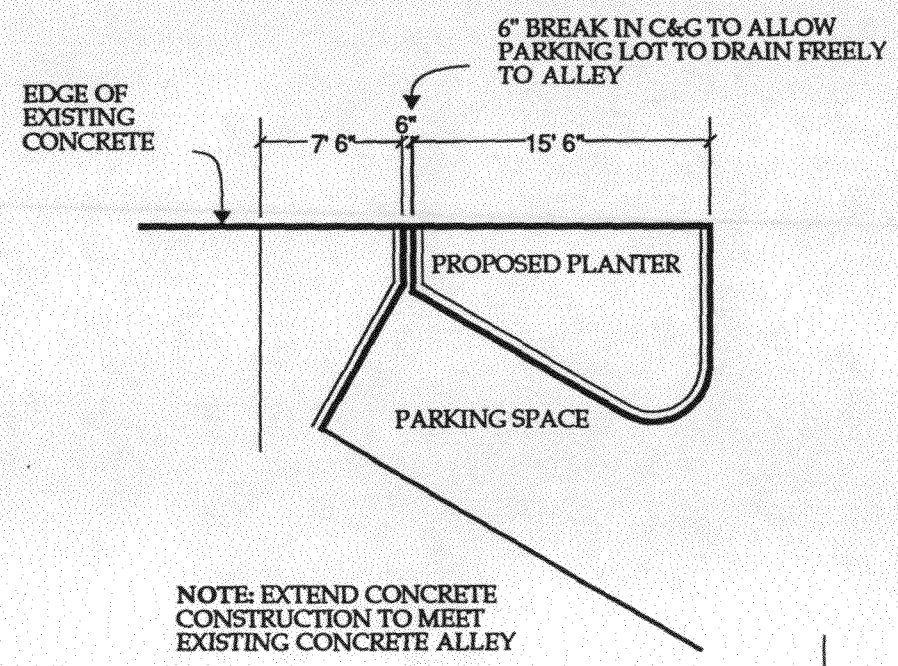 6" BREAK IN C&G TO ALLOW
PARKING LOT TO DRAIN FREELY
TO ALLEY
EDGE OF
EXISTING
CONCRETE
6"
7' 6"
15' 6"
PROPOSED PLANTER
PARKING SPACE
NOTE: EXTEND CONCRETE
CONSTRUCTION TO MEET
EXISTING CONCRETE ALLEY